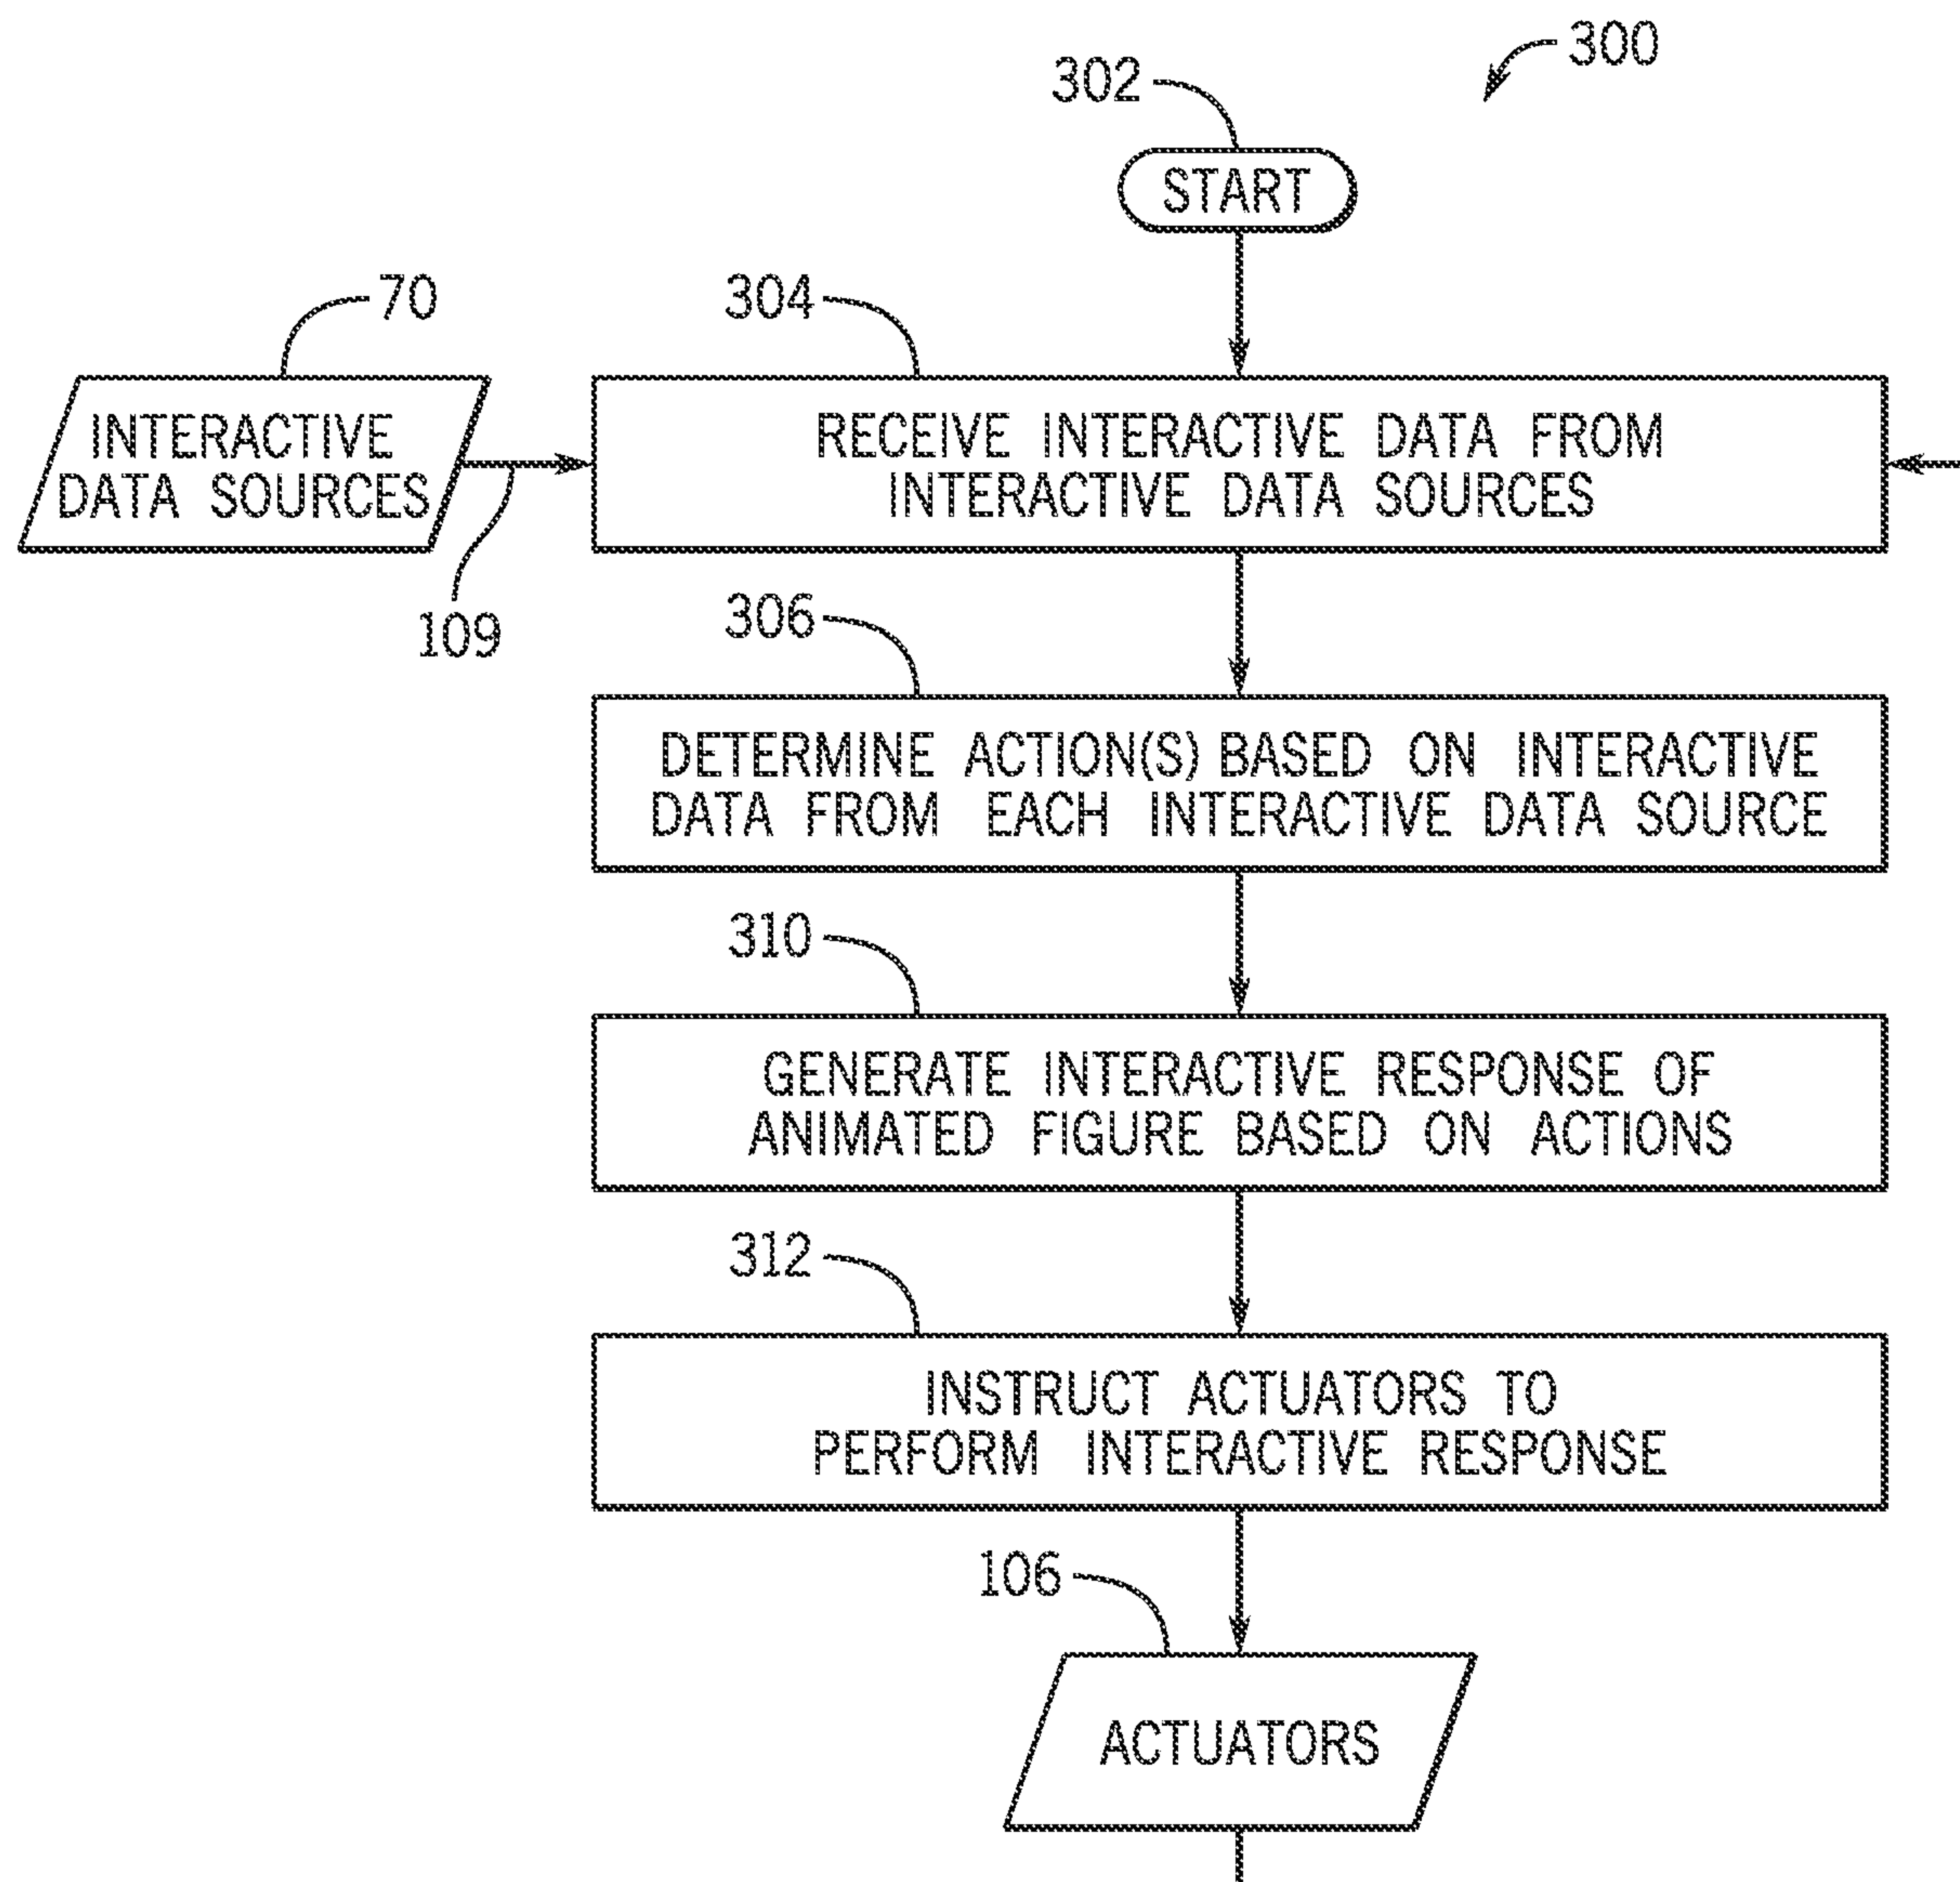 300
302
START
70
304
INTERACTIVE
DATA SOURCES
RECEIVE INTERACTIVE DATA FROM
INTERACTIVE DATA SOURCES
109
306
DETERMINE ACTION(S) BASED ON INTERACTIVE
DATA FROM EACH INTERACTIVE DATA SOURCE
310
GENERATE INTERACTIVE RESPONSE OF
ANIMATED FIGURE BASED ON ACTIONS
312
INSTRUCT ACTUATORS TO
PERFORM INTERACTIVE RESPONSE
106
ACTUATORS